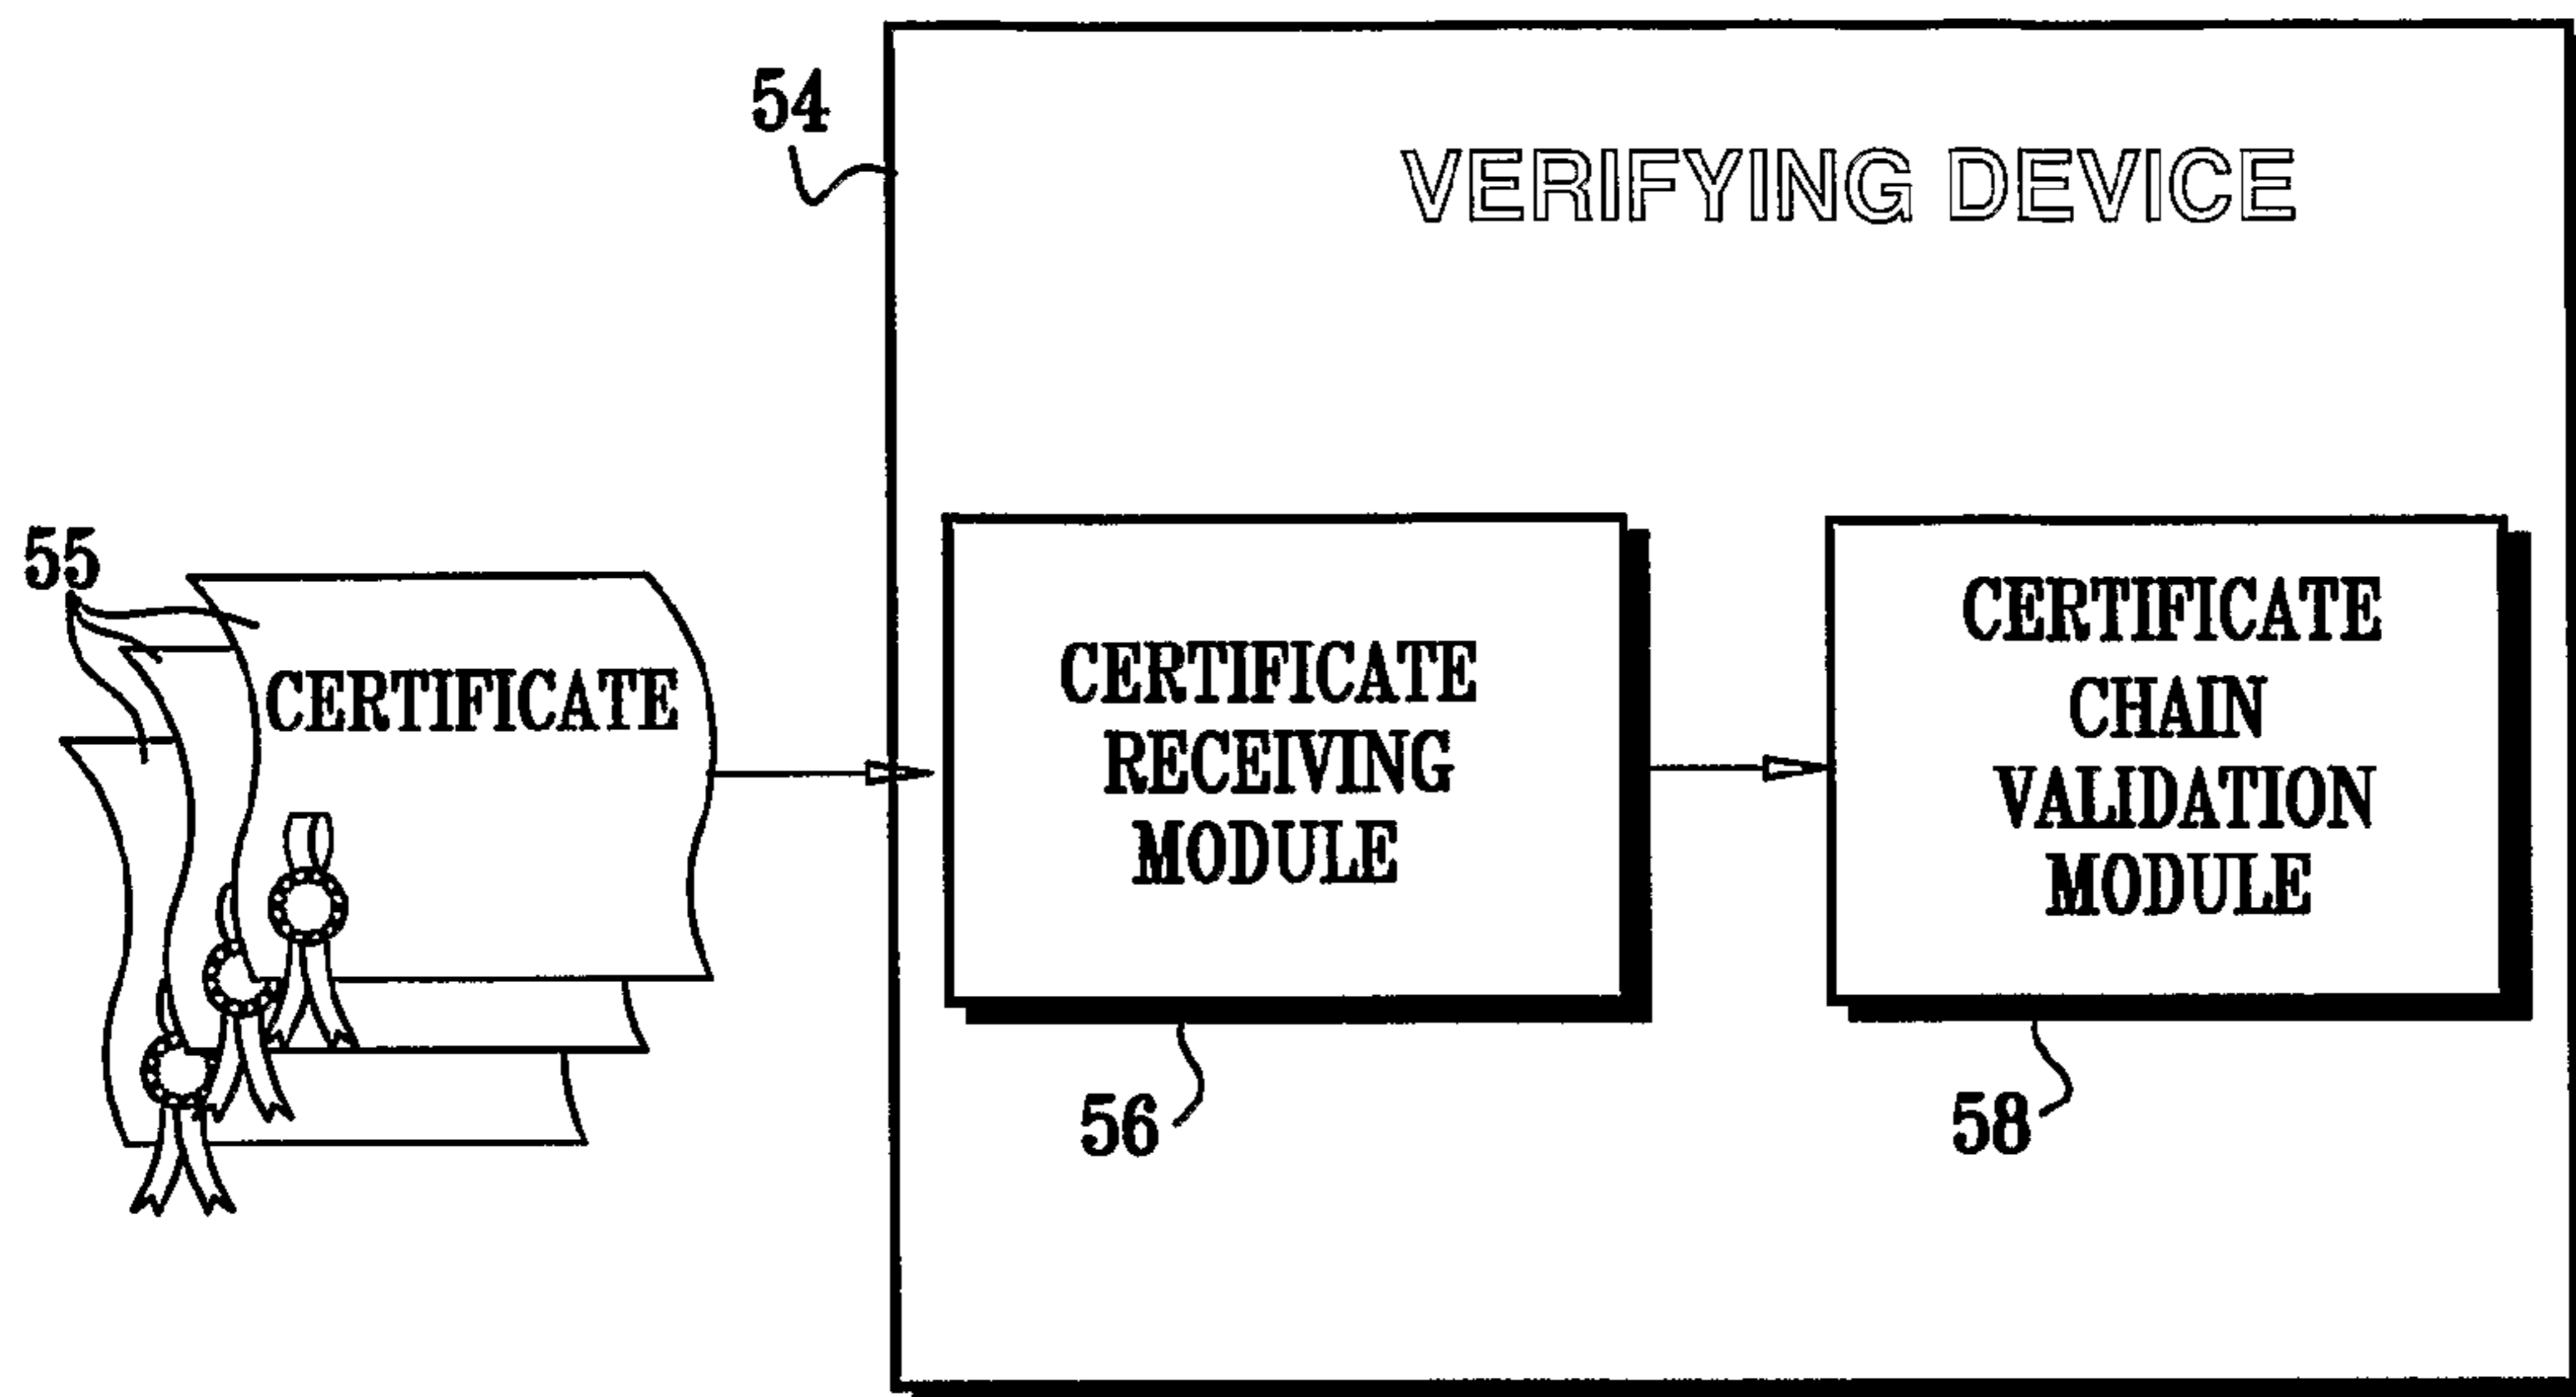 54
VERIFYING DEVICE
55
CERTIFICATE
CERTIFICATE
RECEIVING
MODULE
CERTIFICATE
CHAIN
VALIDATION
MODULE
56
58